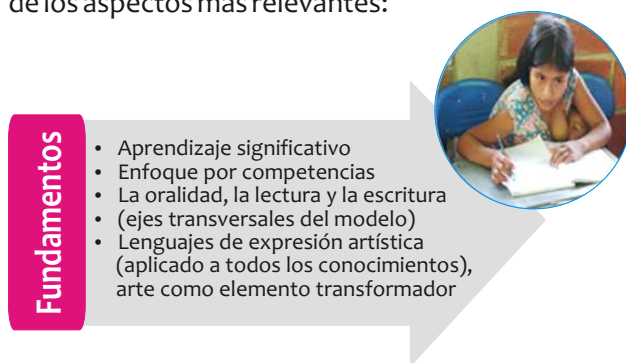 de los aspectos más relevantes:
Fundamentos
• Aprendizaje significativo
• Enfoque por competencias
• La oralidad, la lectura y la escritura
• (ejes transversales del modelo)
• Lenguajes de expresión artística
(aplicado a todos los conocimientos),
arte como elemento transformador